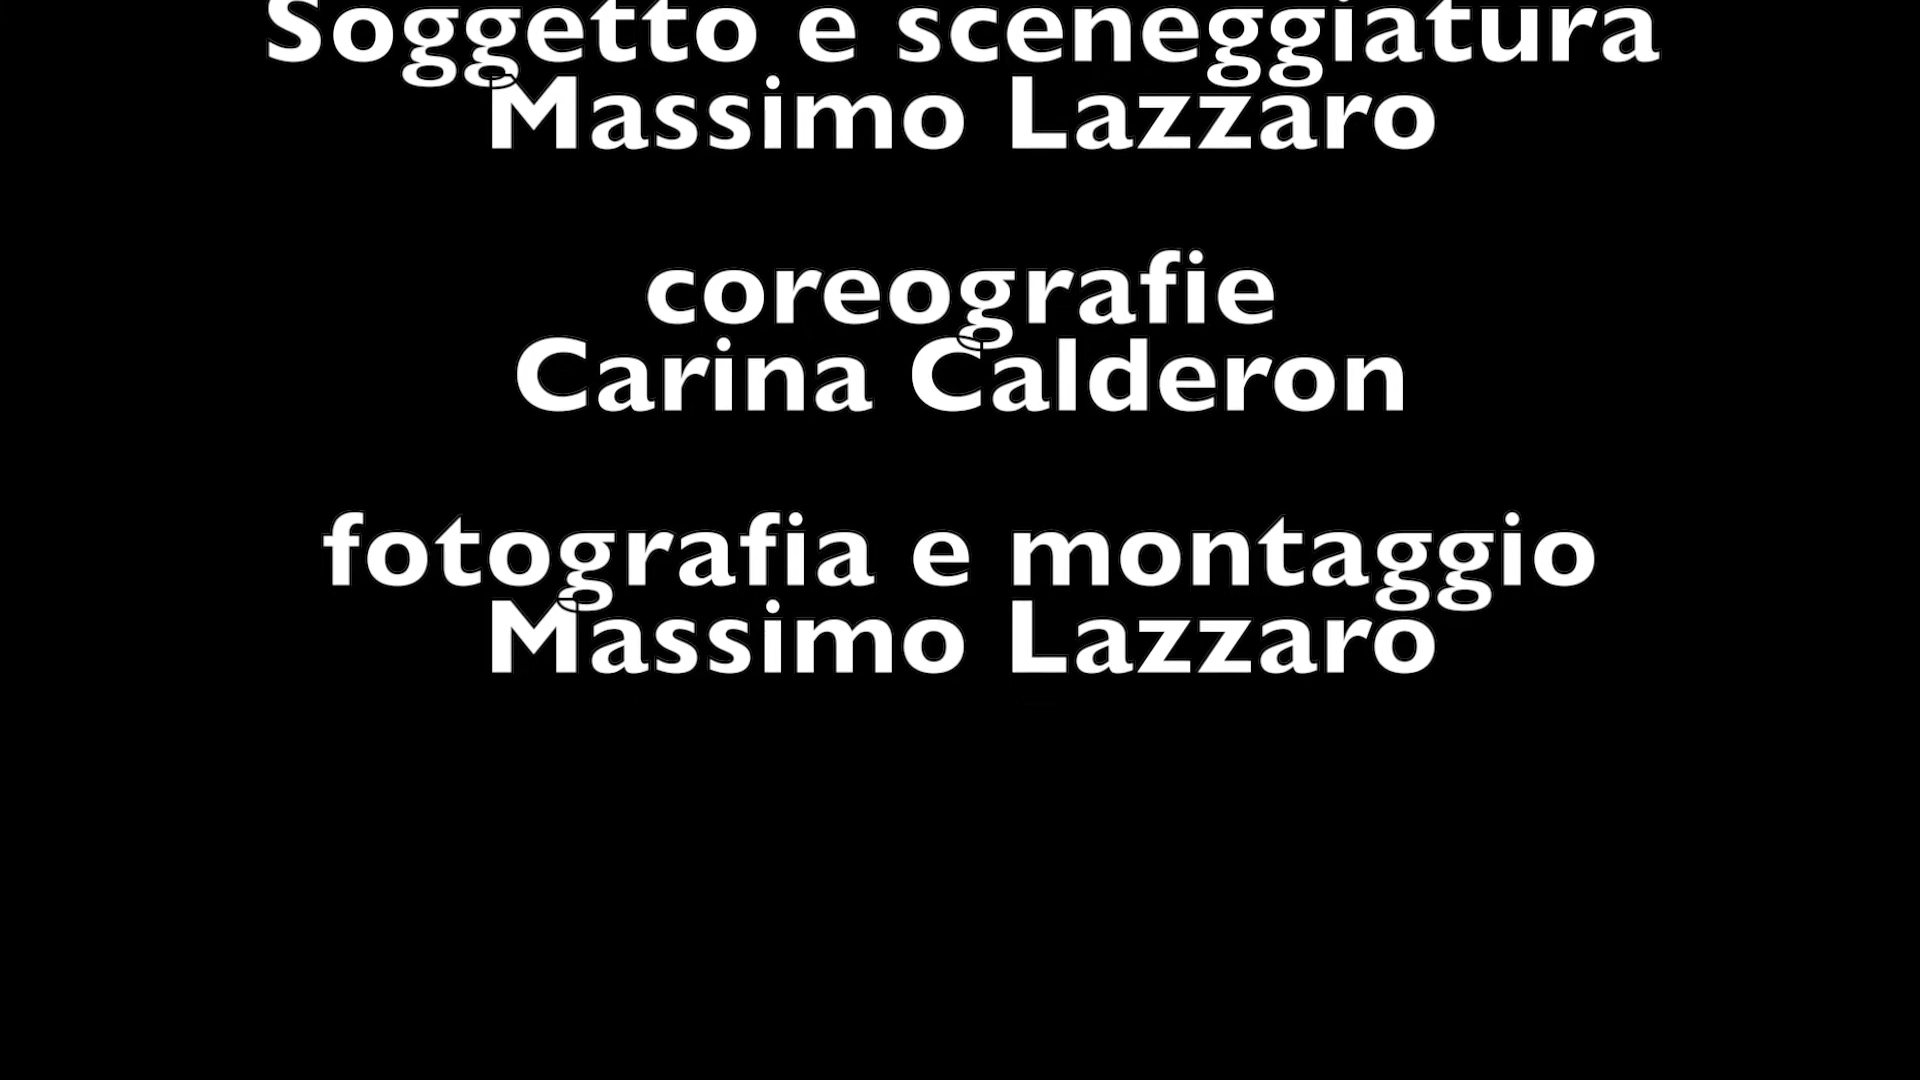 Soggetto e sceneggiatura
Massimo Lazzaro
coreografie
Carina Calderon
fotografia e montaggio
Massimo Lazzaro